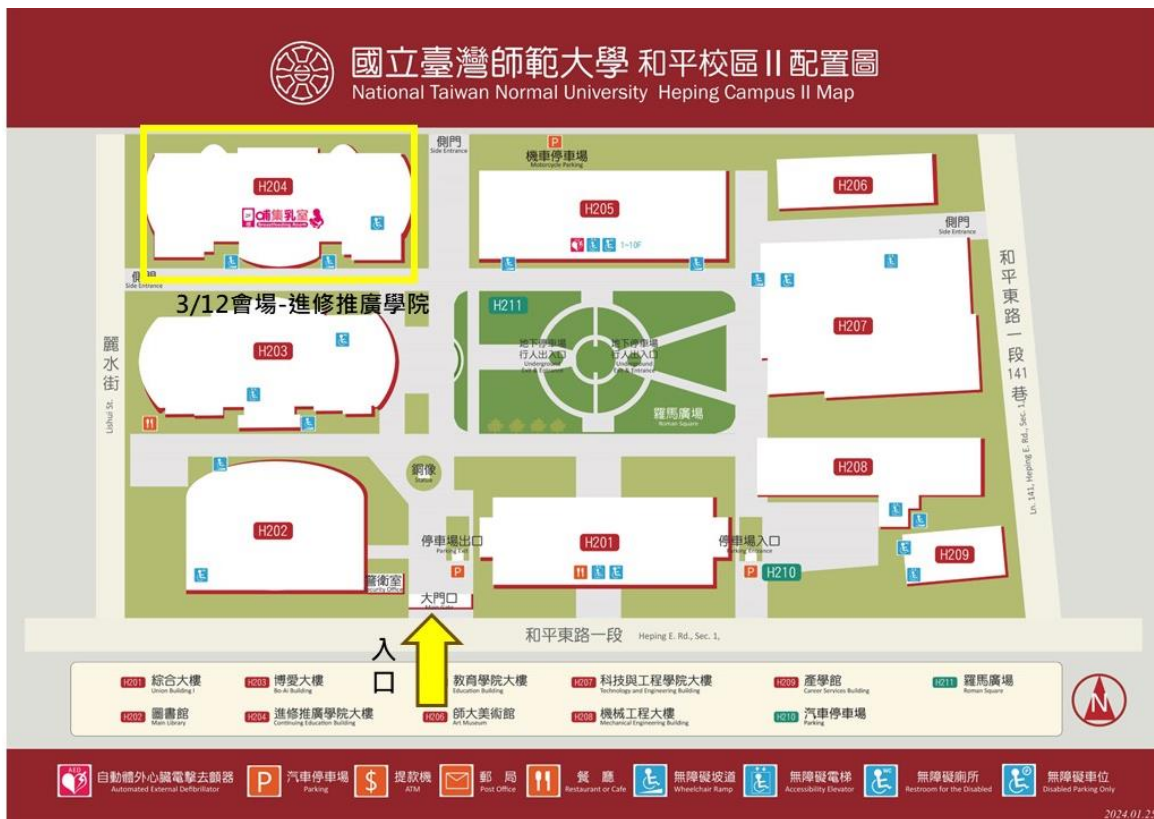 國立臺灣師範大學 和平校區 II 配置圖
National Taiwan Normal University Heping Campus II Map
側門
Side Entrance
P
機車停車場
Motorcycle Parking
H204
哺集乳室
Breastfeeding Room
H205
1~10F
H206
側門
Side Entrance
側門
Side Entrance
3/12會場-進修推廣學院
H211
地下停車場
行人出入口
Underground
Exit & Entrance
地下停車場
行人出入口
Underground
Exit & Entrance
H207
麗水街
Lishui St.
H203
羅馬廣場
Roman Square
和平東路一段141巷
Ln. 141, Heping E. Rd., Sec. 1,
銅像
Statue
H208
H202
停車場出口
Parking Exit
P
H201
停車場入口
Parking Entrance
P
H210
H209
警衛室
Security Office
大門口
Main Gate
入口
和平東路一段 Heping E. Rd., Sec. 1,
H201 綜合大樓
Union Building I
H203 博愛大樓
Bo-Ai Building
教育學院大樓
Education Building
H207 科技與工程學院大樓
Technology and Engineering Building
H209 產學館
Career Services Building
H211 羅馬廣場
Roman Square
H202 圖書館
Main Library
H204 進修推廣學院大樓
Continuing Education Building
H206 師大美術館
Art Museum
H208 機械工程大樓
Mechanical Engineering Building
H210 汽車停車場
Parking
N
AED
自動體外心臟電擊去顫器
Automated External Defibrillator
P
汽車停車場
Parking
$
提款機
ATM
郵局
Post Office
餐廳
Restaurant or Cafe
無障礙坡道
Wheelchair Ramp
無障礙電梯
Accessibility Elevator
WC
無障礙廁所
Restroom for the Disabled
P
無障礙車位
Disabled Parking Only
2024.01.25